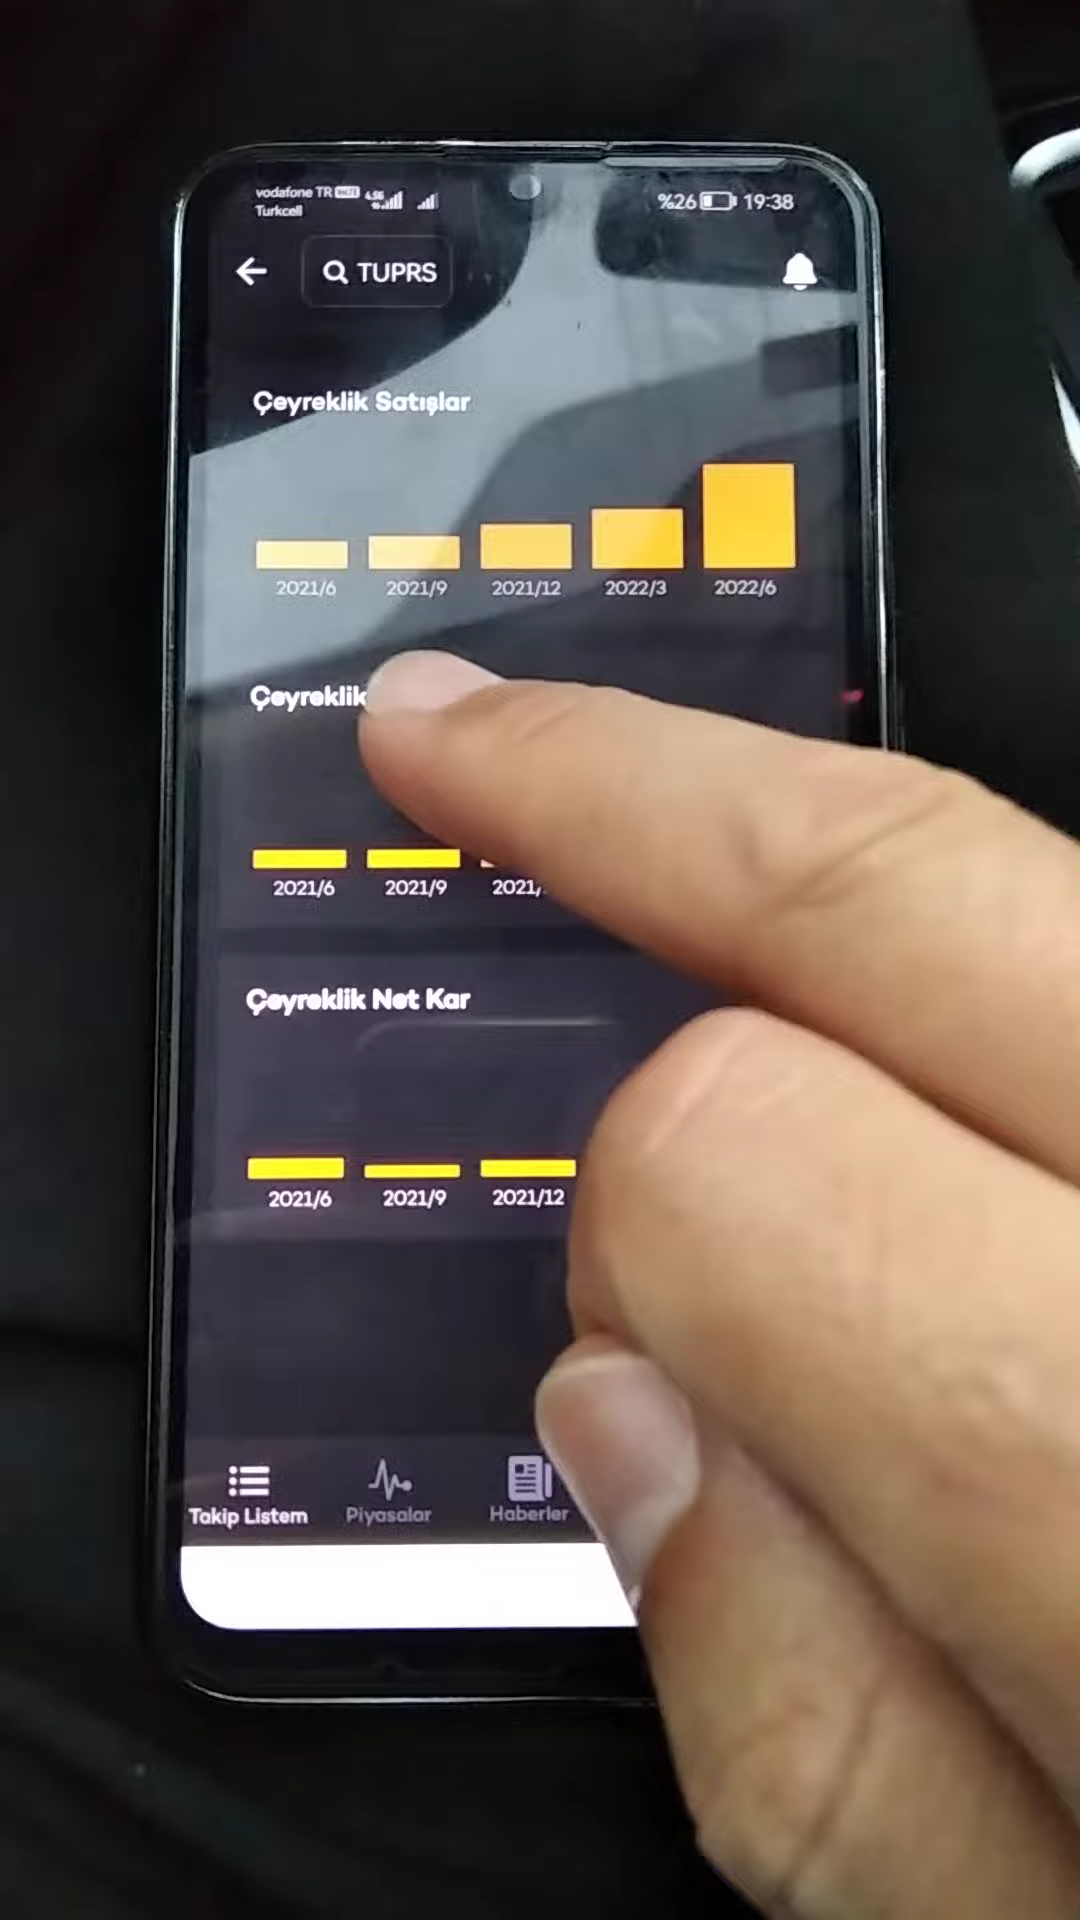 vodafone TR VoLTE 4.5G
Turkcell
%26 19:38
TUPRS
Çeyreklik Satışlar
2021/6 2021/9 2021/12 2022/3 2022/6
Çeyreklik
2021/6 2021/9 2021/
Çeyreklik Net Kar
2021/6 2021/9 2021/12
Takip Listem Piyasalar Haberler